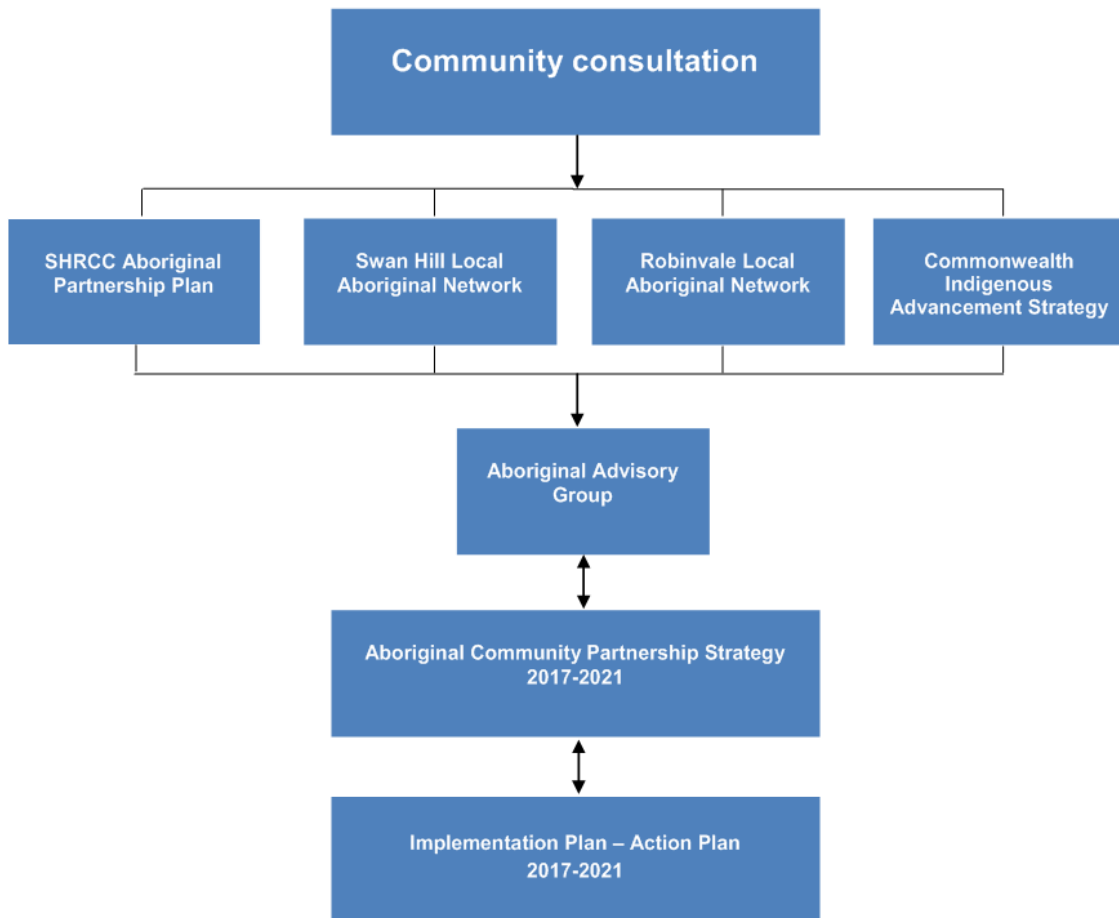 Community consultation
SHRCC Aboriginal
Partnership Plan
Swan Hill Local
Aboriginal Network
Robinvale Local
Aboriginal Network
Commonwealth
Indigenous
Advancement Strategy
Aboriginal Advisory
Group
Aboriginal Community Partnership Strategy
2017-2021
Implementation Plan – Action Plan
2017-2021